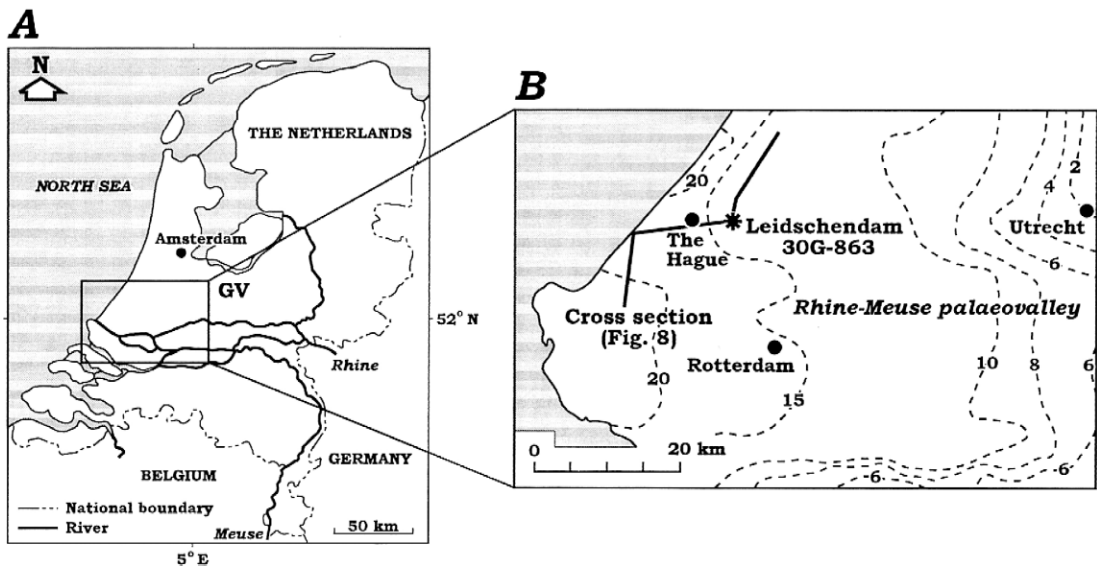 A
N
THE NETHERLANDS
NORTH SEA
Amsterdam
GV
52° N
Rhine
GERMANY
BELGIUM
National boundary
River
Meuse
50 km
5° E
B
20
2
4
Leidschendam
30G-863
The
Hague
Utrecht
6
Rhine-Meuse palaeovalley
Cross section
(Fig. 8)
20
Rotterdam
15
10
8
6
0
20 km
6
6